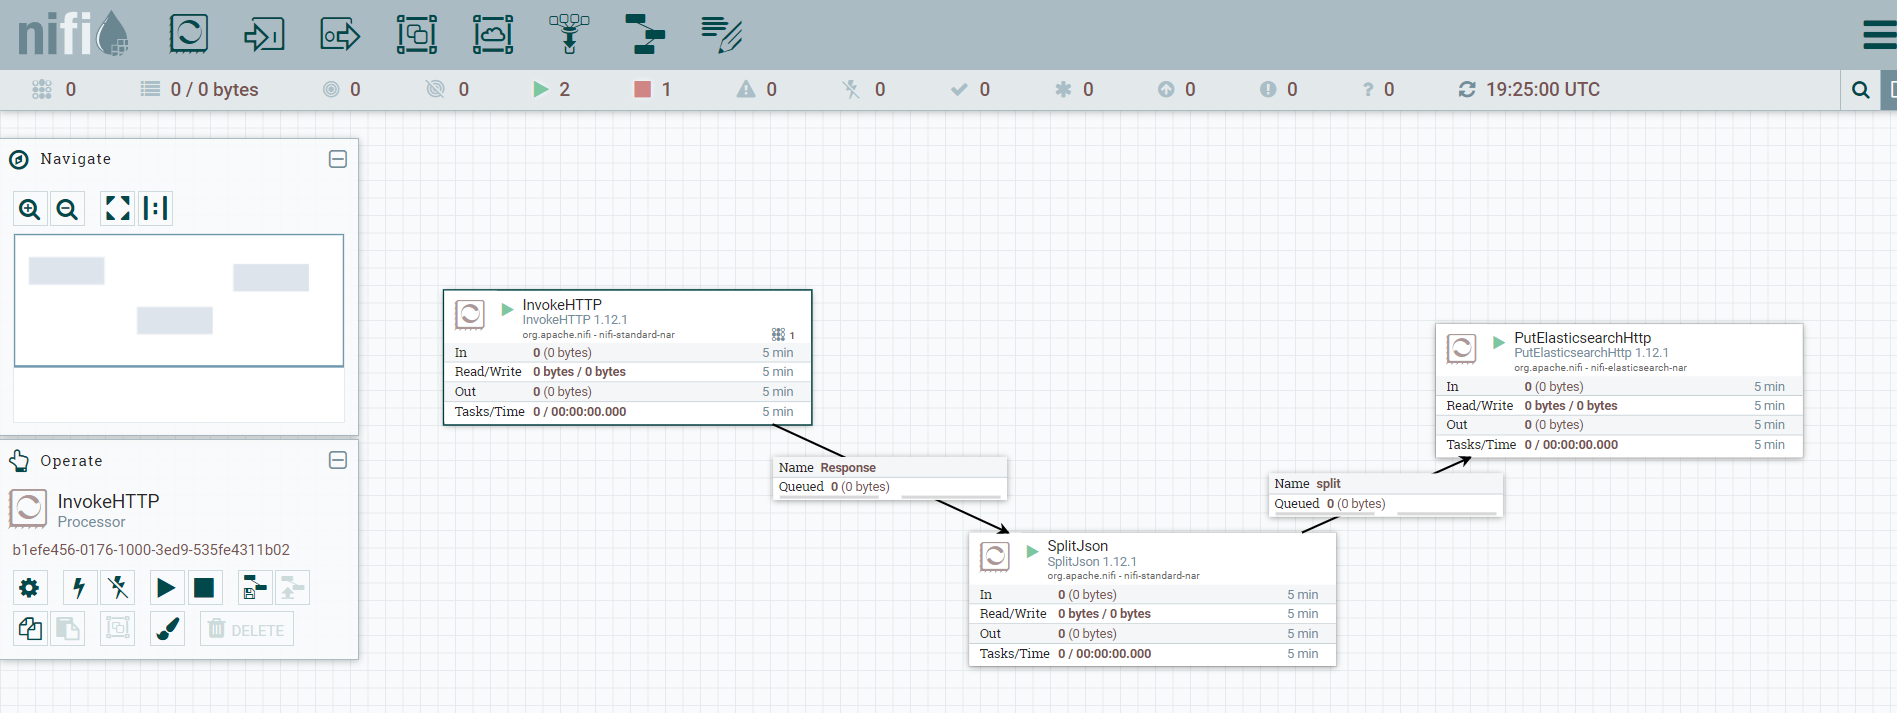 nifi
0
0 / 0 bytes
0
0
2
1
0
0
0
0
0
0
? 0
19:25:00 UTC
Navigate
Operate
InvokeHTTP
Processor
b1efe456-0176-1000-3ed9-535fe4311b02
DELETE
InvokeHTTP
InvokeHTTP 1.12.1
org.apache.nifi - nifi-standard-nar
1
In 0 (0 bytes) 5 min
Read/Write 0 bytes / 0 bytes 5 min
Out 0 (0 bytes) 5 min
Tasks/Time 0 / 00:00:00.000 5 min
Name Response
Queued 0 (0 bytes)
SplitJson
SplitJson 1.12.1
org.apache.nifi - nifi-standard-nar
In 0 (0 bytes) 5 min
Read/Write 0 bytes / 0 bytes 5 min
Out 0 (0 bytes) 5 min
Tasks/Time 0 / 00:00:00.000 5 min
Name split
Queued 0 (0 bytes)
PutElasticsearchHttp
PutElasticsearchHttp 1.12.1
org.apache.nifi - nifi-elasticsearch-nar
In 0 (0 bytes) 5 min
Read/Write 0 bytes / 0 bytes 5 min
Out 0 (0 bytes) 5 min
Tasks/Time 0 / 00:00:00.000 5 min